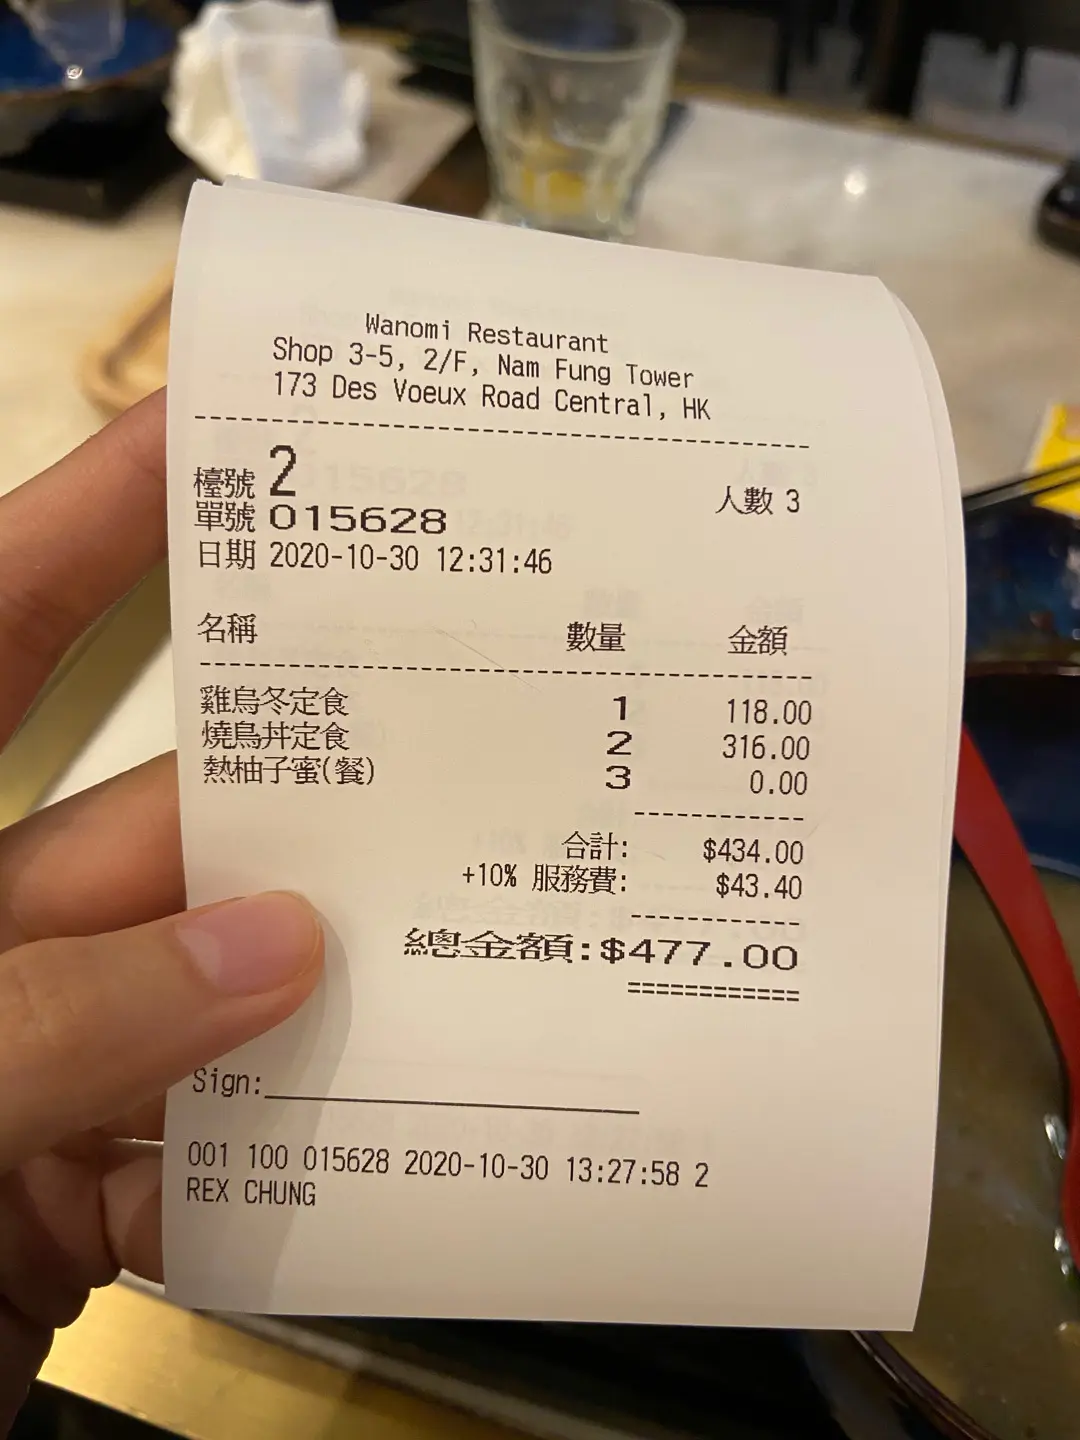 Wanomi Restaurant
Shop 3-5, 2/F, Nam Fung Tower
173 Des Voeux Road Central, HK
檯號 2 人數 3
單號 015628
日期 2020-10-30 12:31:46
名稱 數量 金額
雞烏冬定食 1 118.00
燒鳥丼定食 2 316.00
熱柚子蜜(餐) 3 0.00
合計: $434.00
+10% 服務費: $43.40
總金額:$477.00
Sign:
001 100 015628 2020-10-30 13:27:58 2
REX CHUNG